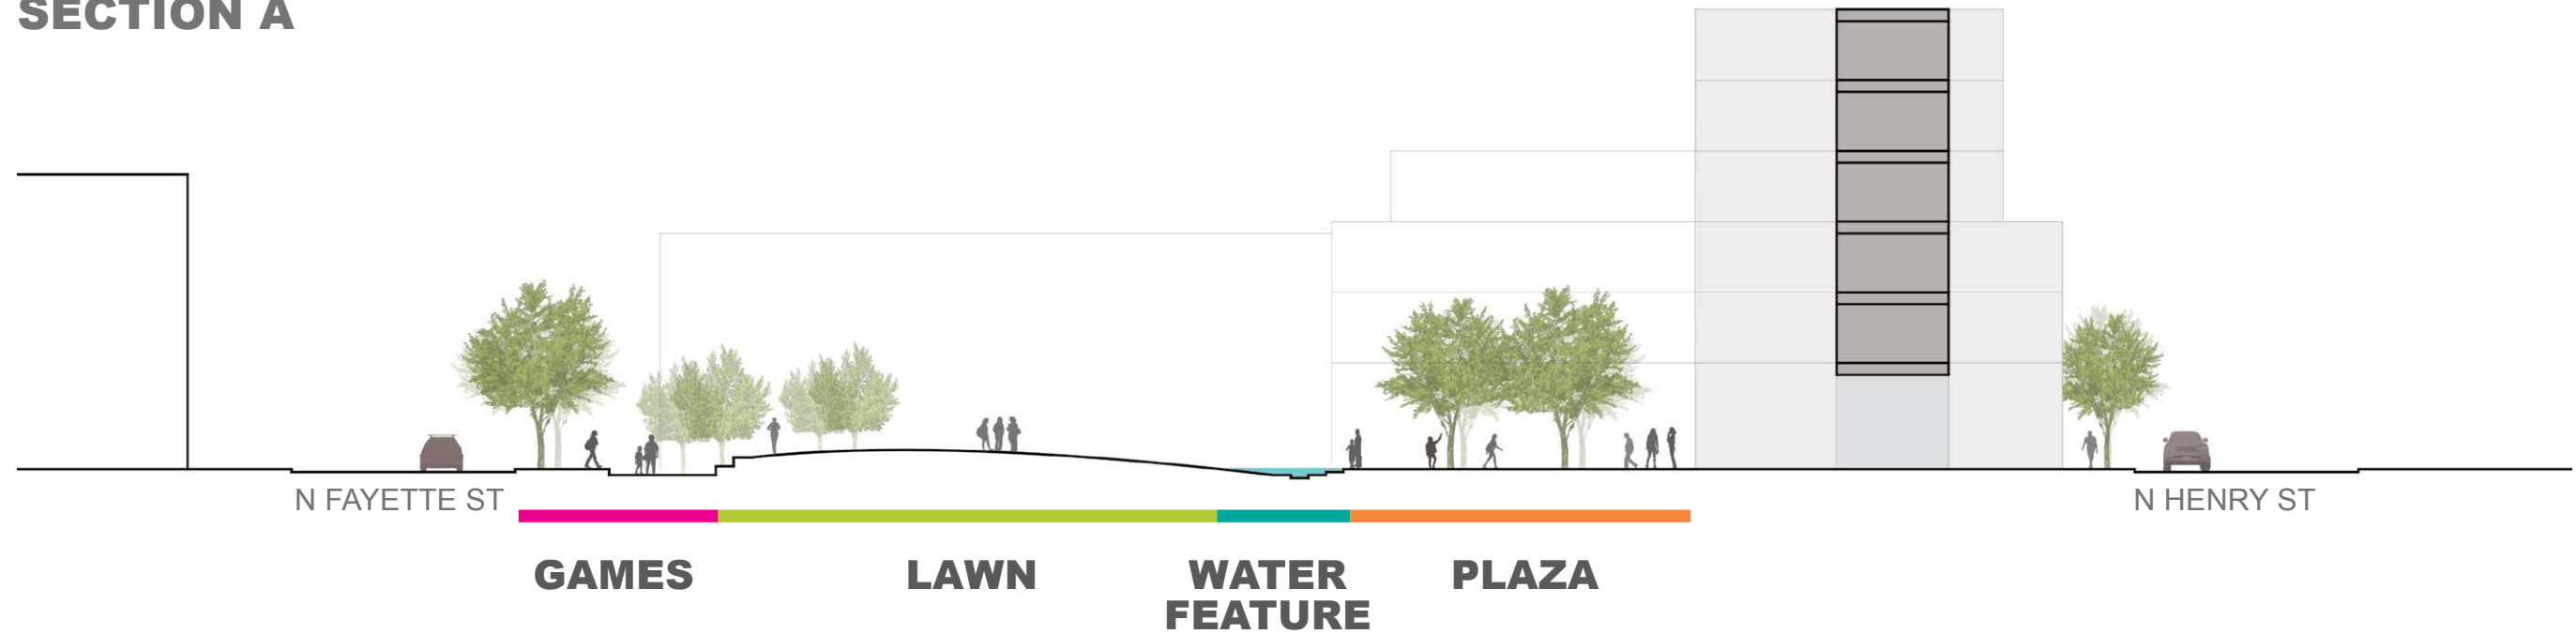 SECTION A
N FAYETTE ST
N HENRY ST
GAMES
LAWN
WATER
FEATURE
PLAZA